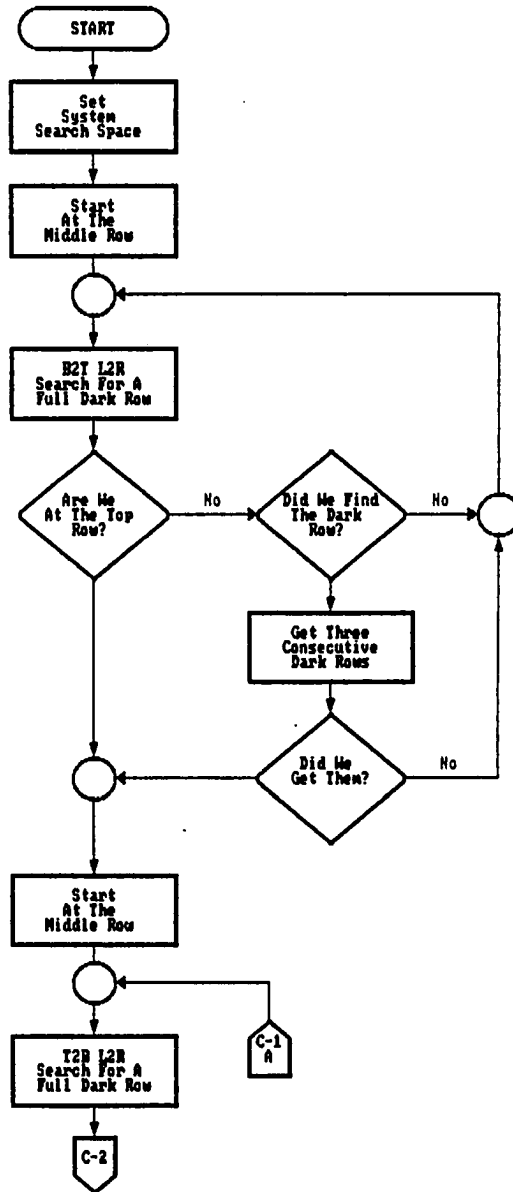 START
Set
System
Search Space
Start
At The
Middle Row
B2T L2R
Search For A
Full Dark Row
Are We
At The Top
Row?
No
Did We Find
The Dark
Row?
No
Get Three
Consecutive
Dark Rows
Did We
Get Them?
No
Start
At The
Middle Row
C-1
A
T2B L2R
Search For A
Full Dark Row
C-2